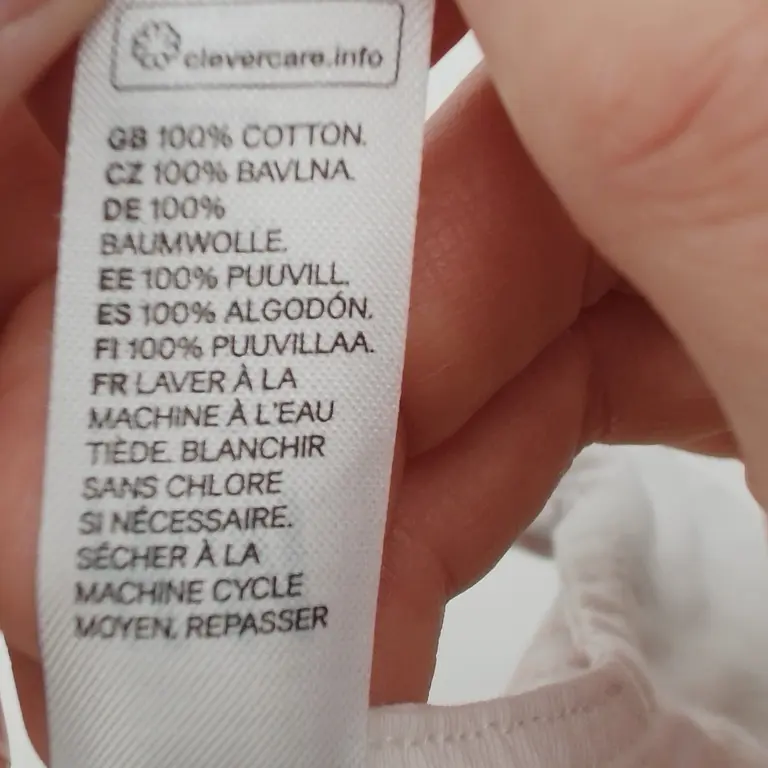 clevercare.info
GB 100% COTTON.
CZ 100% BAVLNA.
DE 100%
BAUMWOLLE.
EE 100% PUUVILL.
ES 100% ALGODÓN.
FI 100% PUUVILLAA.
FR LAVER À LA
MACHINE À L'EAU
TIÈDE. BLANCHIR
SANS CHLORE
SI NÉCESSAIRE.
SÉCHER À LA
MACHINE CYCLE
MOYEN. REPASSER